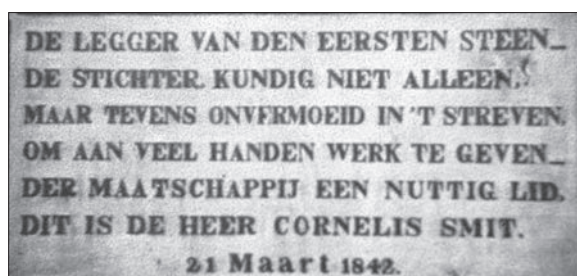 DE LEGGER VAN DEN EERSTEN STEEN_
DE STICHTER KUNDIG NIET ALLEEN.
MAAR TEVENS ONVERMOEID IN 'T STREVEN.
OM AAN VEEL HANDEN WERK TE GEVEN_
DER MAATSCHAPPIJ EEN NUTTIG LID.
DIT IS DE HEER CORNELIS SMIT.
21 Maart 1842.